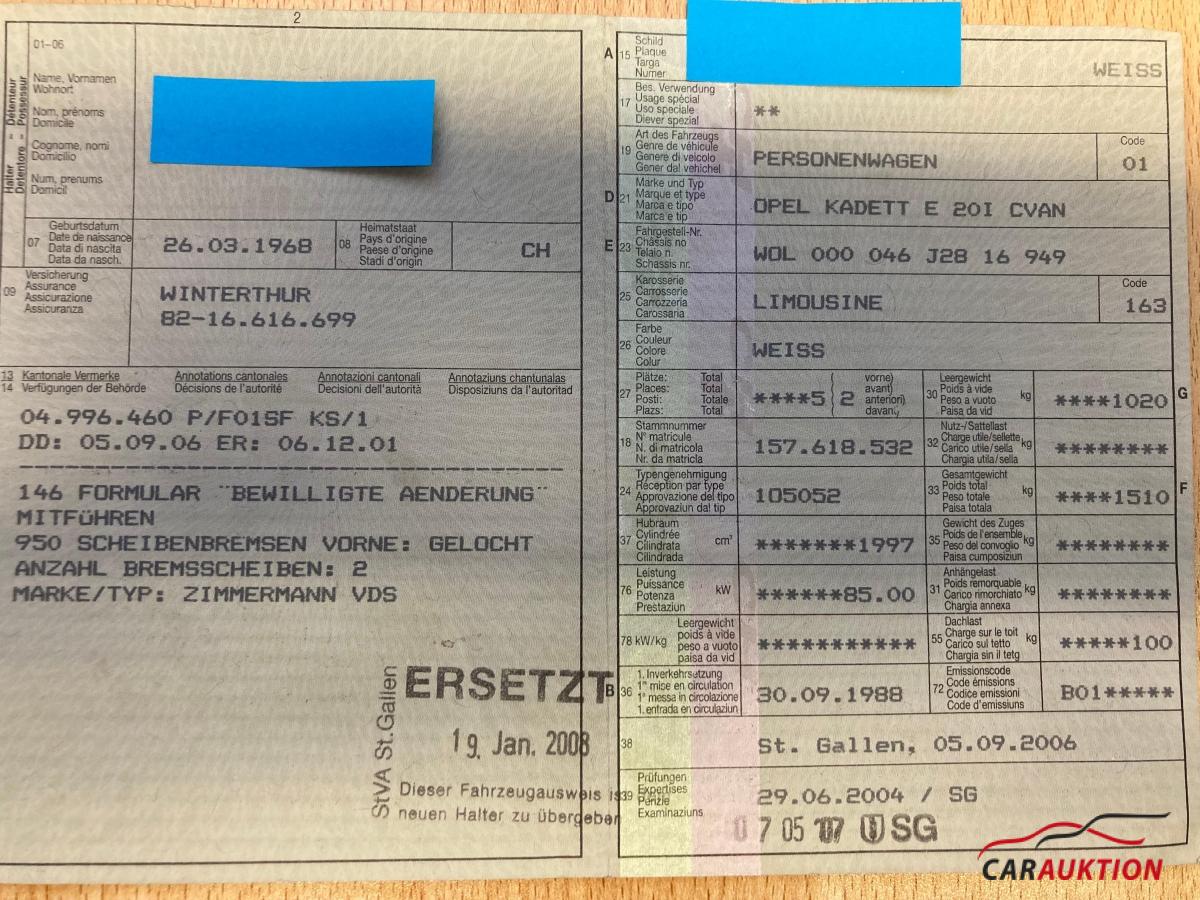 2
01-06
Halter - Détenteur
Detentore - Possessur
Name, Vornamen
Wohnort
Nom, prénoms
Domicile
Cognome, nomi
Domicilio
Num, prenums
Domicil
07
Geburtsdatum
Date de naissance
Data di nascita
Data da nasch.
26.03.1968
08
Heimatstaat
Pays d'origine
Paese d'origine
Stadi d'origin
CH
09
Versicherung
Assurance
Assicurazione
Assicuranza
WINTERTHUR
82-16.616.699
13 Kantonale Vermerke Annotations cantonales Annotazioni cantonali Annotaziuns chantunalas
14 Verfügungen der Behörde Décisions de l'autorité Decisioni dell'autorità Disposiziuns da l'autoritad
04.996.460 P/F01SF KS/1
DD: 05.09.06 ER: 06.12.01
146 FORMULAR "BEWILLIGTE AENDERUNG"
MITFüHREN
950 SCHEIBENBREMSEN VORNE: GELOCHT
ANZAHL BREMSSCHEIBEN: 2
MARKE/TYP: ZIMMERMANN VDS
StVA St.Gallen
ERSETZT
19. Jan. 2008
Dieser Fahrzeugausweis is
neuen Halter zu übergeben
A
15
Schild
Plaque
Targa
Numer
WEISS
17
Bes. Verwendung
Usage spécial
Uso speciale
Diever spezial
**
19
Art des Fahrzeugs
Genre de véhicule
Genere di veicolo
Gener dal vehichel
PERSONENWAGEN
Code
01
D
21
Marke und Typ
Marque et type
Marca e tipo
Marca e tip
OPEL KADETT E 20I CVAN
E
23
Fahrgestell-Nr.
Châssis no
Telaio n.
Schassis nr.
WOL 000 046 J28 16 949
25
Karosserie
Carrosserie
Carrozzeria
Carossaria
LIMOUSINE
Code
163
26
Farbe
Couleur
Colore
Colur
WEISS
27
Plätze: Total
Places: Total
Posti: Totale
Plazs: Total
****5 ( 2
vorne)
avant)
anteriori)
davant)
30
Leergewicht
Poids à vide
Peso a vuoto
Paisa da vid
kg
****1020
G
18
Stammnummer
N° matricule
N. di matricola
Nr. da matricla
157.618.532
32
Nutz-/Sattellast
Charge utile/sellette
Carico utile/sella
Chargia utila/sella
kg
********
24
Typengenehmigung
Réception par type
Approvazione del tipo
Approvaziun dal tip
105052
33
Gesamtgewicht
Poids total
Peso totale
Paisa totala
kg
****1510
F
37
Hubraum
Cylindrée
Cilindrata
Cilindrada
cm³
*******1997
35
Gewicht des Zuges
Poids de l'ensemble
Peso del convoglio
Paisa cumposiziun
kg
********
76
Leistung
Puissance
Potenza
Prestaziun
kW
******85.00
31
Anhängelast
Poids remorquable
Carico rimorchiato
Chargia annexa
kg
********
78 kW/kg
Leergewicht
poids à vide
peso a vuoto
paisa da vid
***********
55
Dachlast
Charge sur le toit
Carico sul tetto
Chargia sin il tetg
kg
*****100
B
36
1. Inverkehrsetzung
1re mise en circulation
1a messa in circolazione
1. entrada en circulaziun
30.09.1988
72
Emissionscode
Code émissions
Codice emissioni
Code d'emissiuns
B01*****
38
St. Gallen, 05.09.2006
39
Prüfungen
Expertises
Perizie
Examinaziuns
29.06.2004 / SG
07 05 07 SG
CARAUKTION